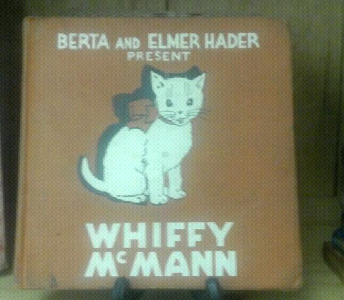 BERTA AND ELMER HADER
PRESENT
WHIFFY
McMANN